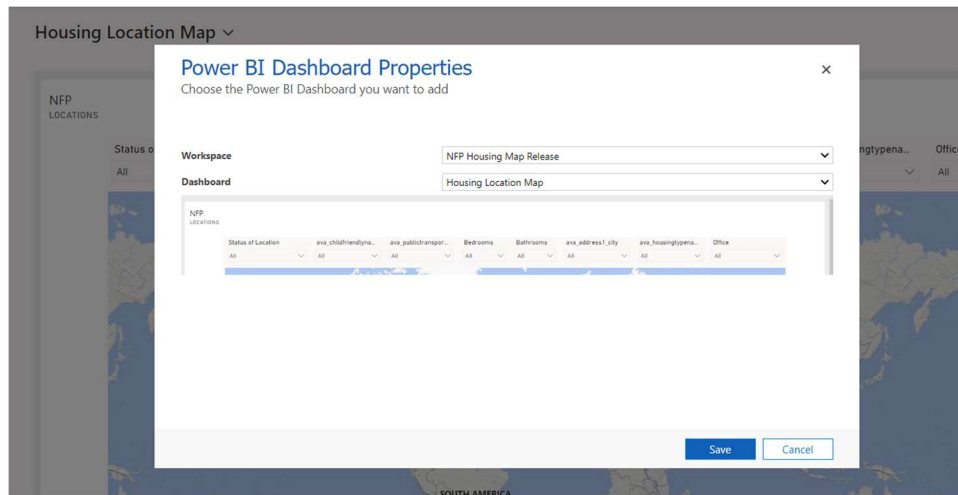 Housing Location Map
Power BI Dashboard Properties
Choose the Power BI Dashboard you want to add
NFP
LOCATIONS
Status o
ngtypena...
Offic
All
All
Workspace
NFP Housing Map Release
Dashboard
Housing Location Map
NFP
LOCATIONS
Status of Location ava_childfriendlyna... ava_publictranspor... Bedrooms Bathrooms ava_address1_city ava_housingtypena... Office
All All All All All All All All
Save Cancel
SOUTH AMERICA